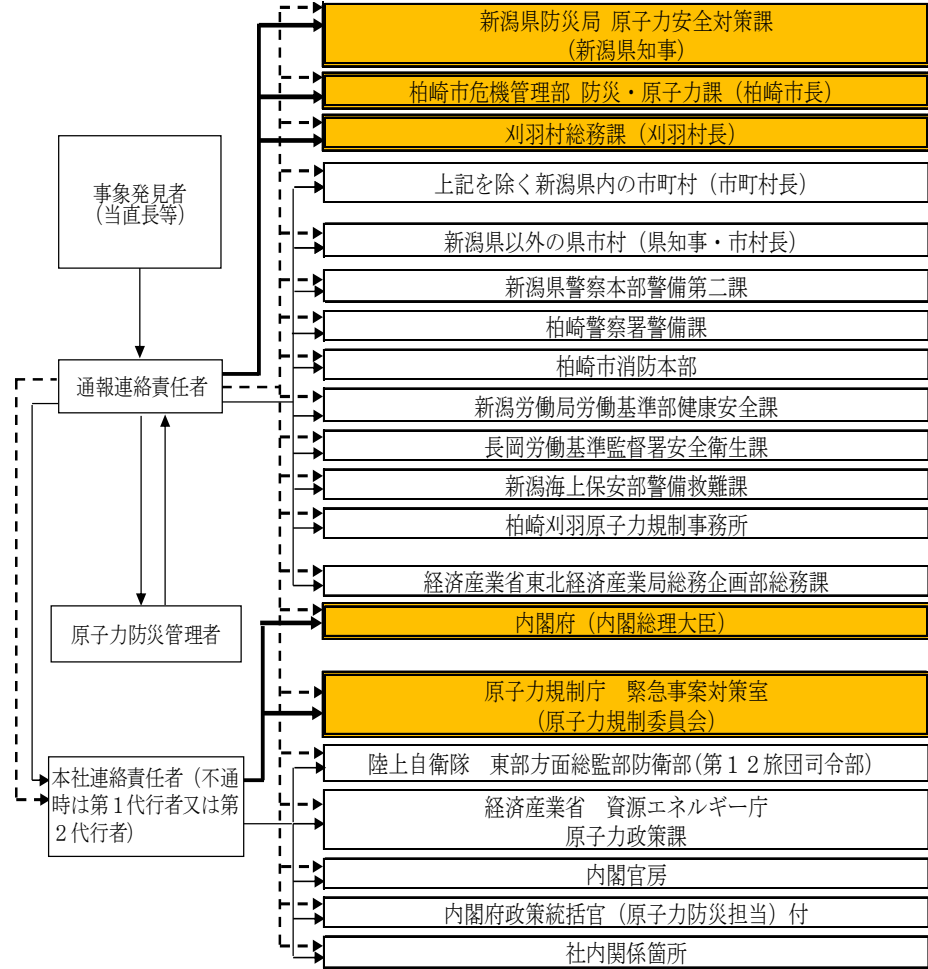 新潟県防災局 原子力安全対策課
(新潟県知事)
柏崎市危機管理部 防災・原子力課（柏崎市長）
刈羽村総務課（刈羽村長）
上記を除く新潟県内の市町村（市町村長）
新潟県以外の県市村（県知事・市村長）
新潟県警察本部警備第二課
柏崎警察署警備課
柏崎市消防本部
新潟労働局労働基準部健康安全課
長岡労働基準監督署安全衛生課
新潟海上保安部警備救難課
柏崎刈羽原子力規制事務所
経済産業省東北経済産業局総務企画部総務課
内閣府（内閣総理大臣）
原子力規制庁　緊急事案対策室
(原子力規制委員会)
陸上自衛隊　東部方面総監部防衛部(第１２旅団司令部)
経済産業省　資源エネルギー庁
原子力政策課
内閣官房
内閣府政策統括官（原子力防災担当）付
社内関係箇所
事象発見者
(当直長等)
通報連絡責任者
原子力防災管理者
本社連絡責任者（不通
時は第１代行者又は第
２代行者)